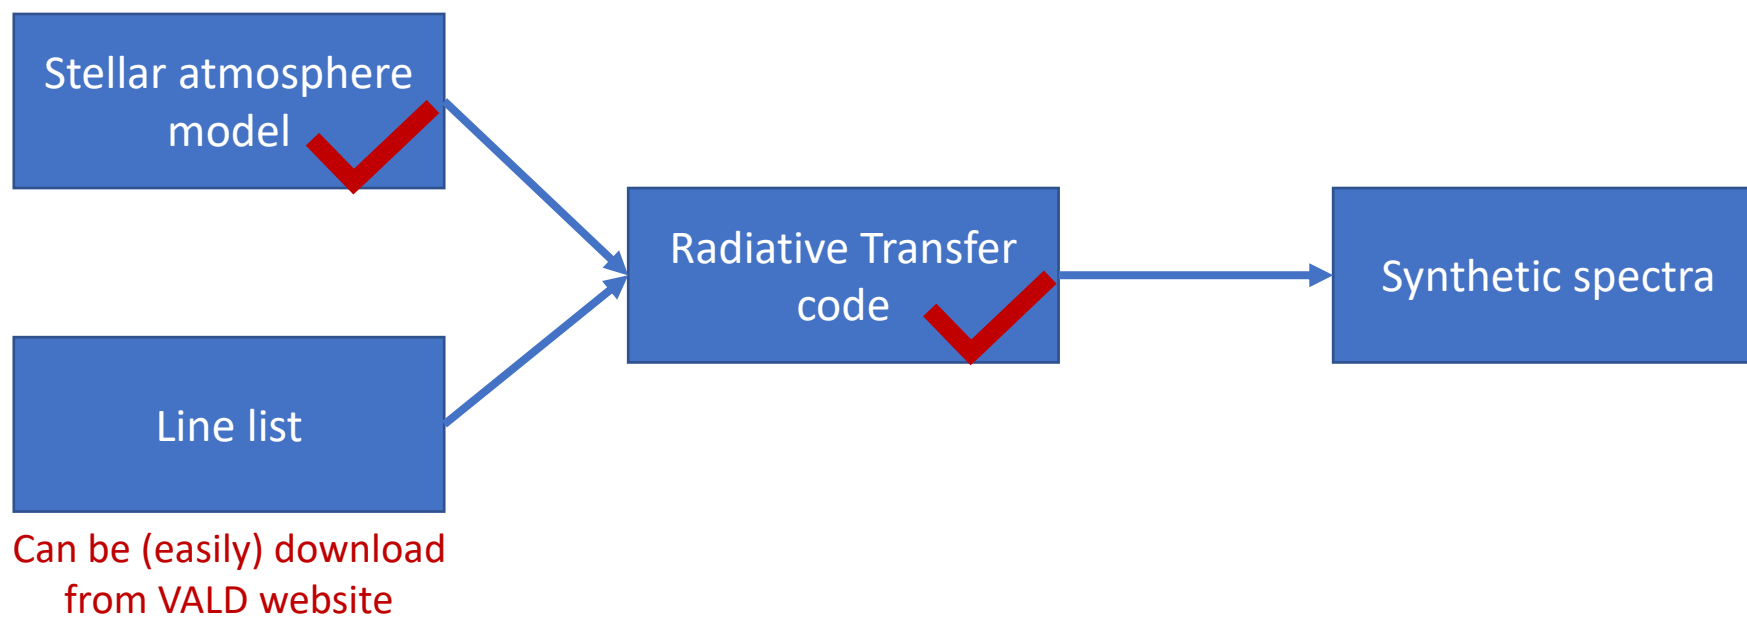 Stellar atmosphere
model
Radiative Transfer
code
Synthetic spectra
Line list
Can be (easily) download
from VALD website